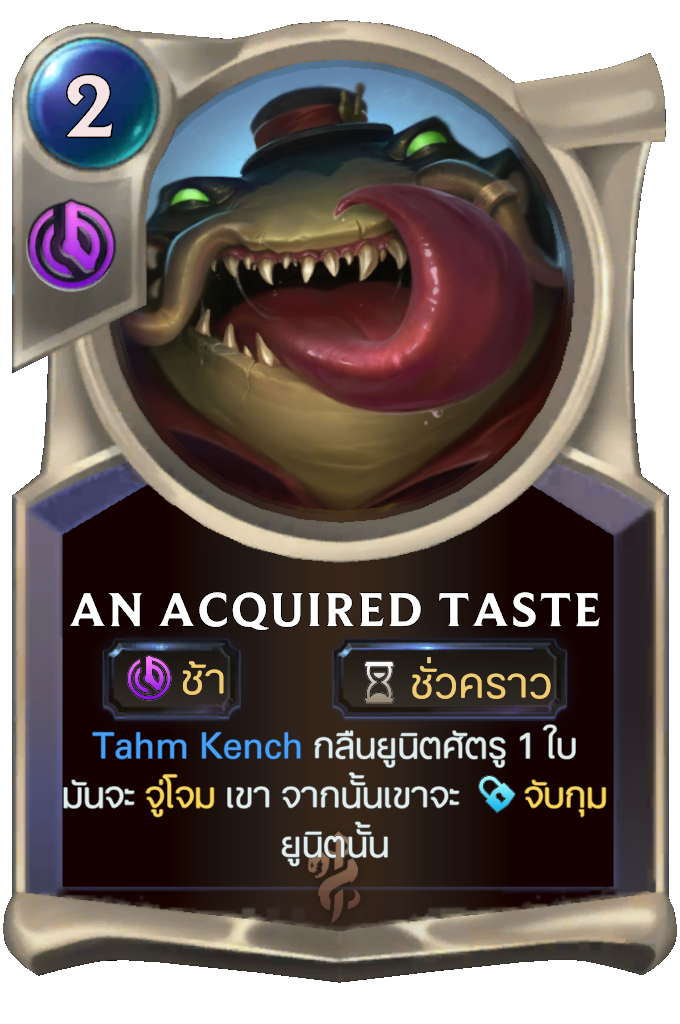 2
AN ACQUIRED TASTE
ช้า ชั่วคราว
Tahm Kench กลืนยูนิตศัตรู 1 ใบ
มันจะ จู่โจม เขา จากนั้นเขาจะ จับกุม
ยูนิตนั้น